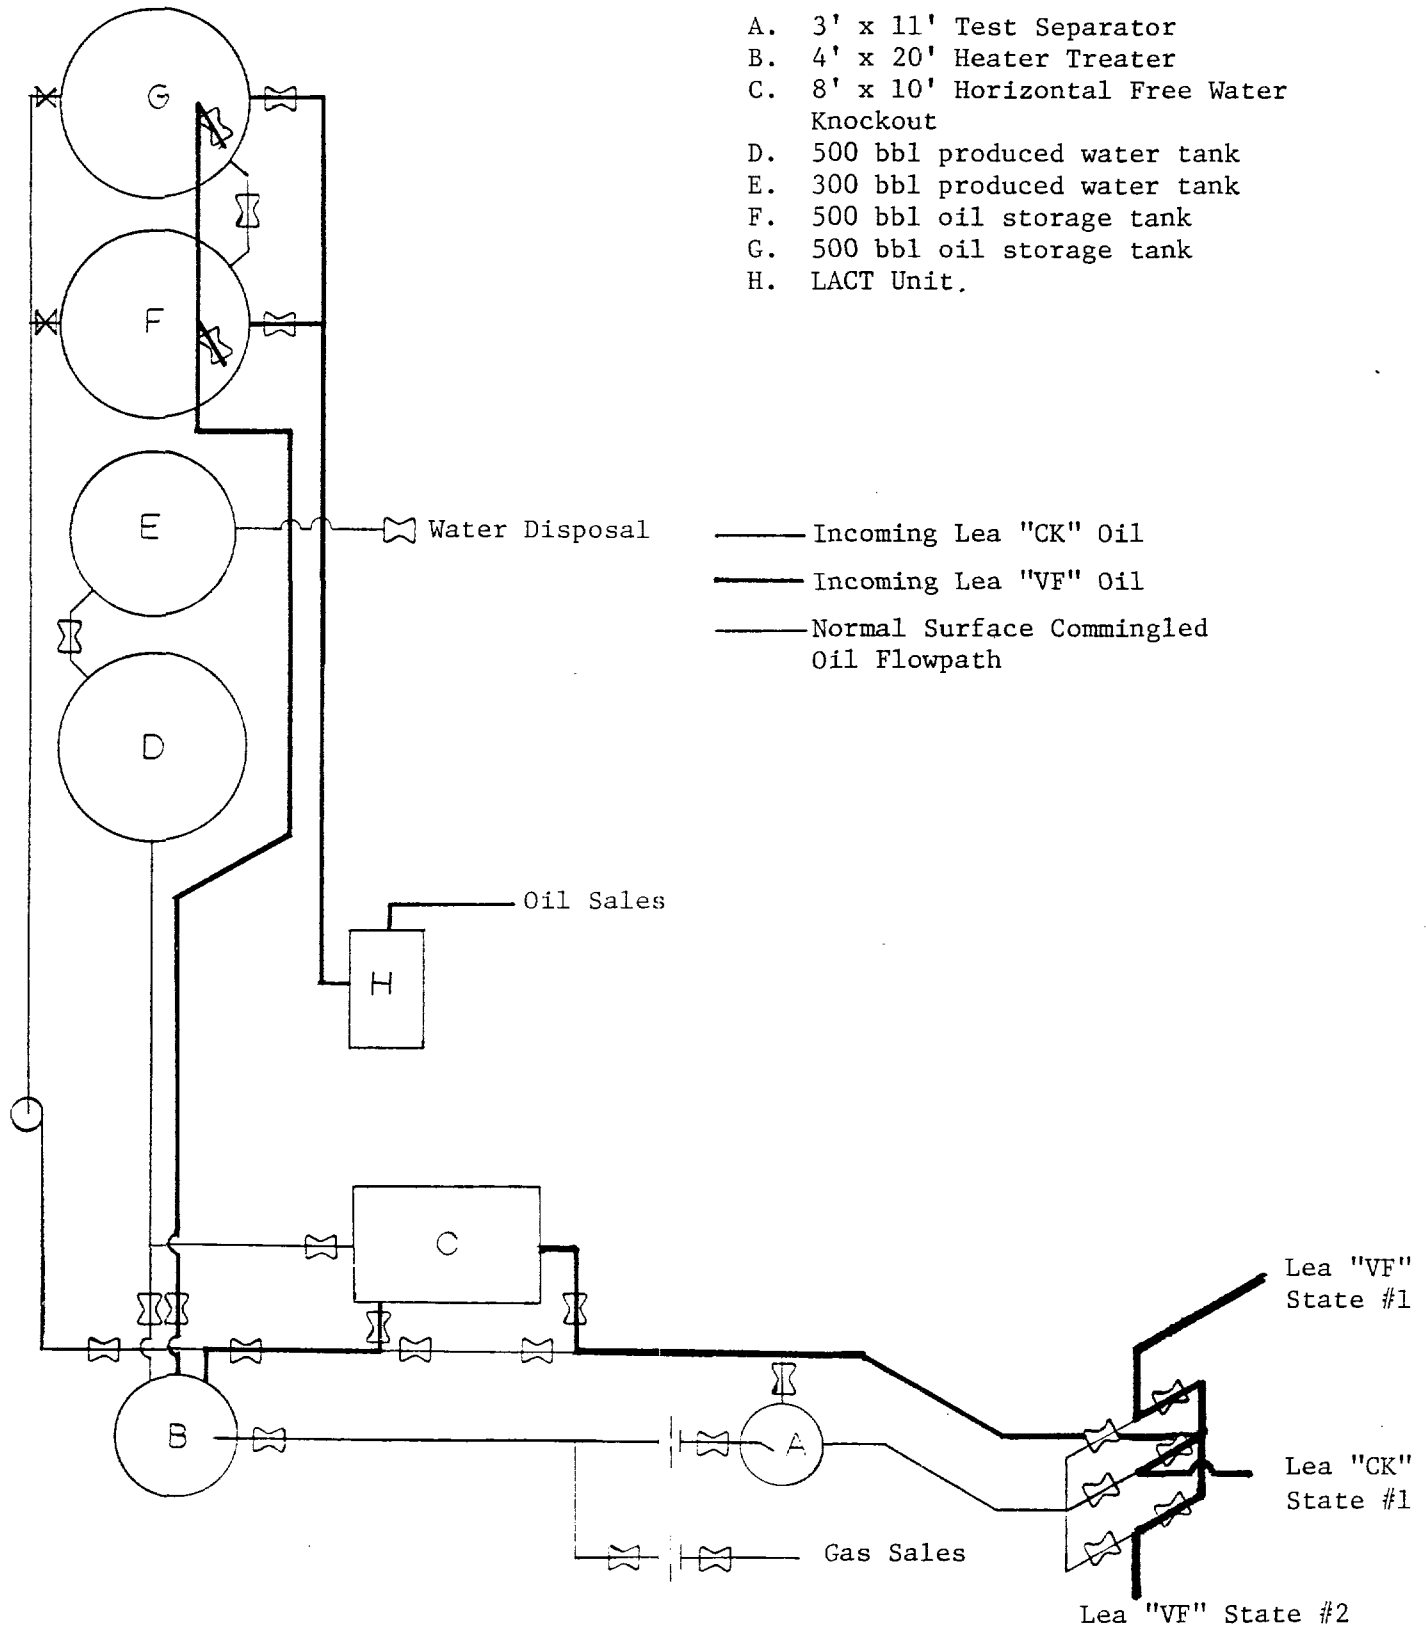 A. 3' x 11' Test Separator
B. 4' x 20' Heater Treater
C. 8' x 10' Horizontal Free Water
Knockout
D. 500 bbl produced water tank
E. 300 bbl produced water tank
F. 500 bbl oil storage tank
G. 500 bbl oil storage tank
H. LACT Unit.
G
F
E
Water Disposal
Incoming Lea "CK" Oil
Incoming Lea "VF" Oil
Normal Surface Commingled
Oil Flowpath
D
Oil Sales
H
C
Lea "VF"
State #1
B
A
Lea "CK"
State #1
Gas Sales
Lea "VF" State #2